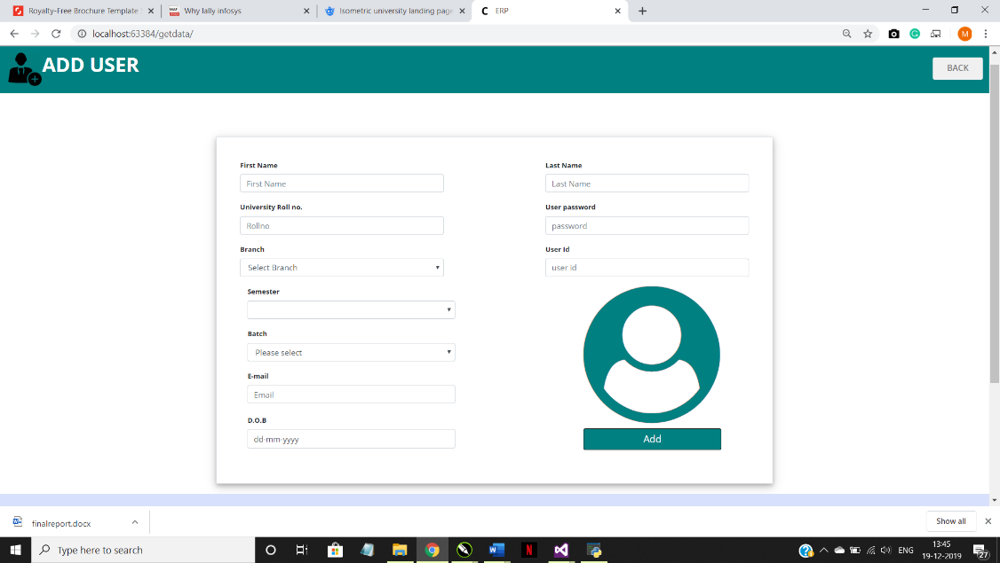 Royalty-Free Brochure Template
Why lally infosys
Isometric university landing page
ERP
localhost:63384/getdata/
M
ADD USER
BACK
First Name
Last Name
First Name
Last Name
University Roll no.
User password
Rollno
password
Branch
User Id
Select Branch
user id
Semester
Batch
Please select
E-mail
Email
D.O.B
dd-mm-yyyy
Add
finalreport.docx
Show all
Type here to search
ENG
13:45
19-12-2019
27